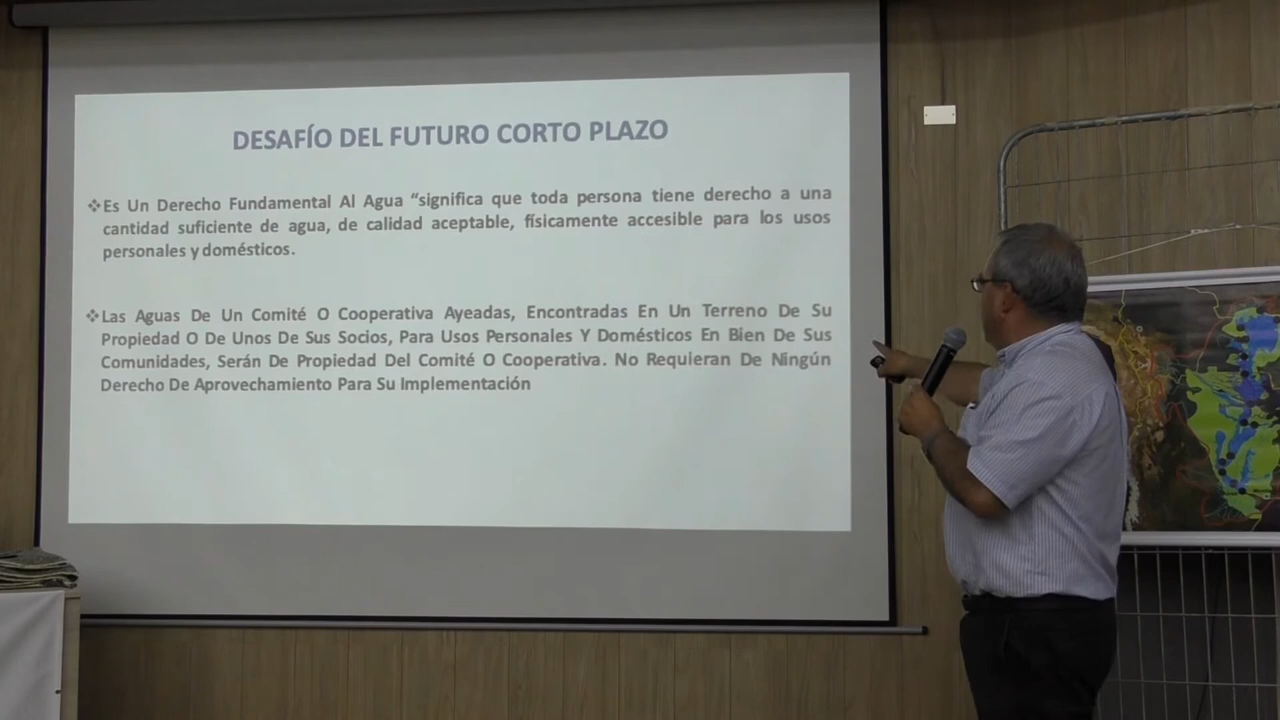 DESAFÍO DEL FUTURO CORTO PLAZO
❖Es Un Derecho Fundamental Al Agua “significa que toda persona tiene derecho a una
cantidad suficiente de agua, de calidad aceptable, físicamente accesible para los usos
personales y domésticos.
❖Las Aguas De Un Comité O Cooperativa Ayeadas, Encontradas En Un Terreno De Su
Propiedad O De Unos De Sus Socios, Para Usos Personales Y Domésticos En Bien De Sus
Comunidades, Serán De Propiedad Del Comité O Cooperativa. No Requieran De Ningún
Derecho De Aprovechamiento Para Su Implementación